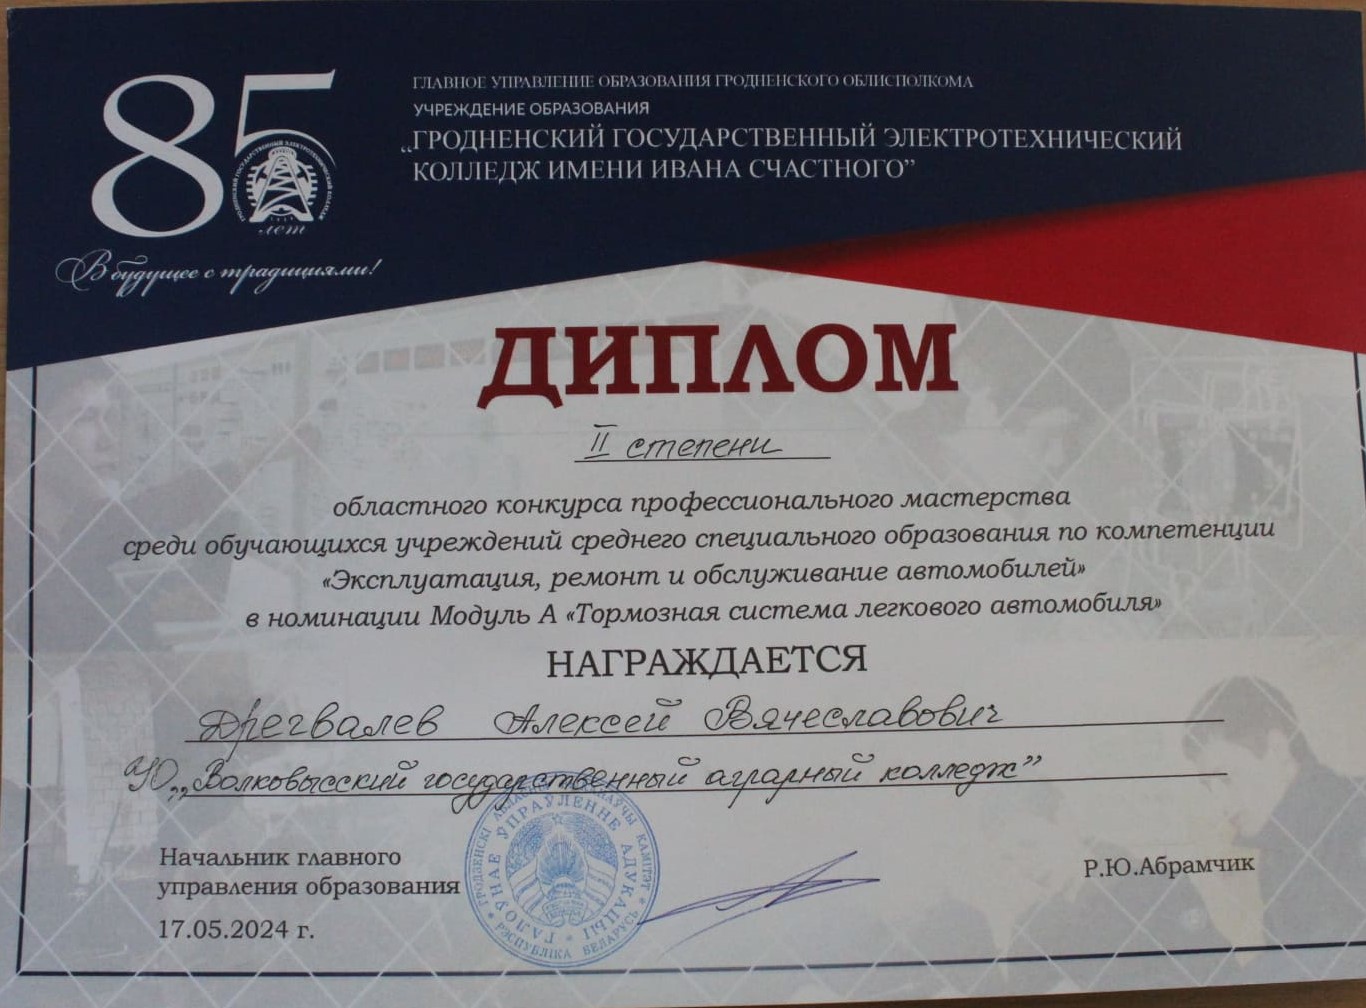 85
лет
В будущее с традициями!
ГЛАВНОЕ УПРАВЛЕНИЕ ОБРАЗОВАНИЯ ГРОДНЕНСКОГО ОБЛИСПОЛКОМА
УЧРЕЖДЕНИЕ ОБРАЗОВАНИЯ
„ГРОДНЕНСКИЙ ГОСУДАРСТВЕННЫЙ ЭЛЕКТРОТЕХНИЧЕСКИЙ
КОЛЛЕДЖ ИМЕНИ ИВАНА СЧАСТНОГО”
ДИПЛОМ
II степени
областного конкурса профессионального мастерства
среди обучающихся учреждений среднего специального образования по компетенции
«Эксплуатация, ремонт и обслуживание автомобилей»
в номинации Модуль А «Тормозная система легкового автомобиля»
НАГРАЖДАЕТСЯ
Дрегвалев Алексей Вячеславович
УО „Волковысский государственный аграрный колледж”
Начальник главного
управления образования
17.05.2024 г.
Р.Ю.Абрамчик
ГАЛОЎНАЕ УПРАЎЛЕННЕ АДУКАЦЫІ
РЭСПУБЛІКА БЕЛАРУСЬ